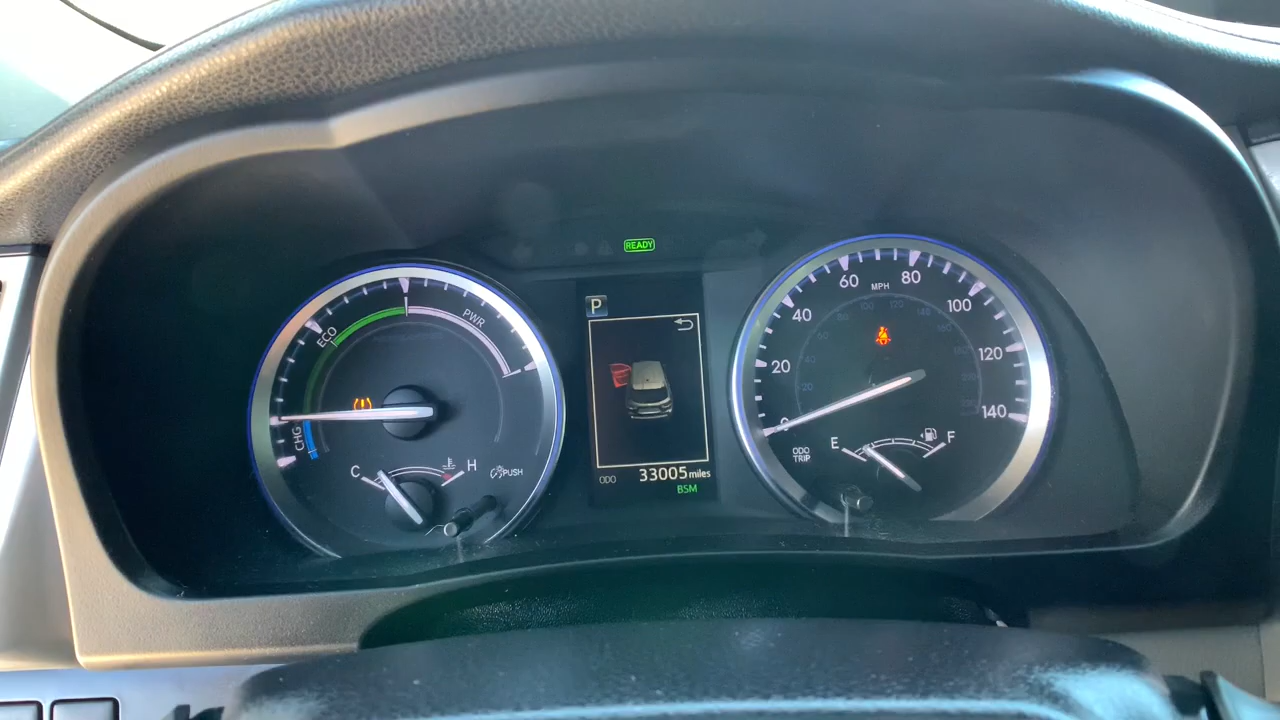 READY
ECO
PWR
CHG
C
H
PUSH
P
ODO 33005 miles
BSM
0
20
40
60
80
100
120
140
MPH
ODO
TRIP
E
F